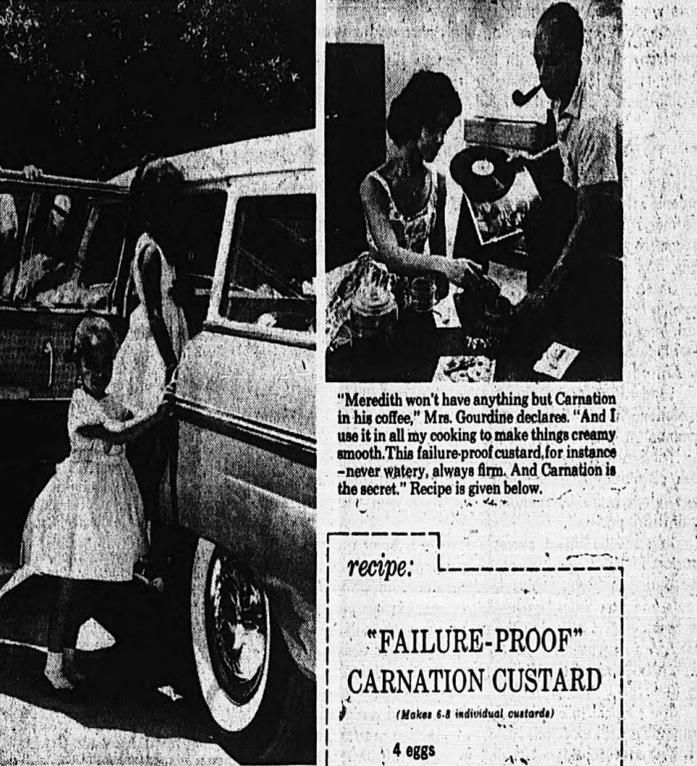 "Meredith won't have anything but Carnation
in his coffee," Mrs. Gourdine declares. "And I
use it in all my cooking to make things creamy
smooth. This failure-proof custard, for instance
–never watery, always firm. And Carnation is
the secret." Recipe is given below.
recipe:
"FAILURE-PROOF"
CARNATION CUSTARD
(Makes 6-8 individual custards)
4 eggs